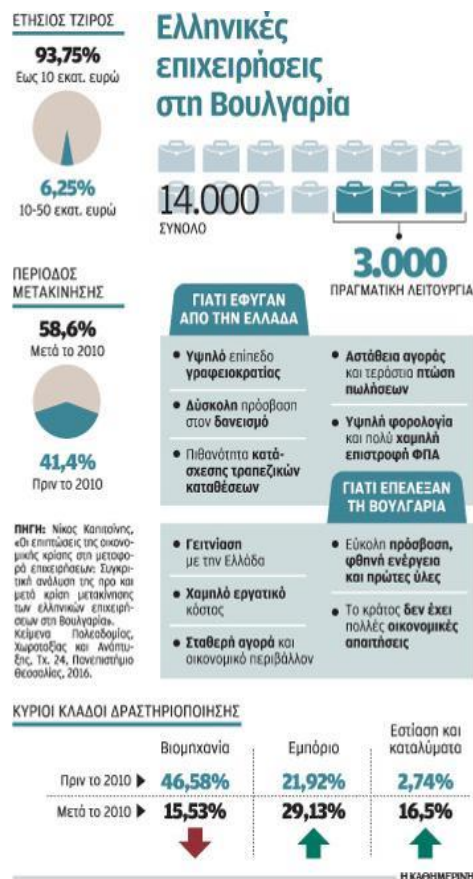 ΕΤΗΣΙΟΣ ΤΖΙΡΟΣ
93,75%
Εως 10 εκατ. ευρώ
6,25%
10-50 εκατ. ευρώ
Ελληνικές
επιχειρήσεις
στη Βουλγαρία
14.000
ΣΥΝΟΛΟ
3.000
ΠΡΑΓΜΑΤΙΚΗ ΛΕΙΤΟΥΡΓΙΑ
ΠΕΡΙΟΔΟΣ
ΜΕΤΑΚΙΝΗΣΗΣ
58,6%
Μετά το 2010
41,4%
Πριν το 2010
ΓΙΑΤΙ ΕΦΥΓΑΝ
ΑΠΟ ΤΗΝ ΕΛΛΑΔΑ
• Υψηλό επίπεδο
γραφειοκρατίας
• Δύσκολη πρόσβαση
στον δανεισμό
• Πιθανότητα κατά-
σχεσης τραπεζικών
καταθέσεων
• Αστάθεια αγοράς
και τεράστια πτώση
πωλήσεων
• Υψηλή φορολογία
και πολύ χαμηλή
επιστροφή ΦΠΑ
ΓΙΑΤΙ ΕΠΕΛΕΞΑΝ
ΤΗ ΒΟΥΛΓΑΡΙΑ
• Γειτνίαση
με την Ελλάδα
• Χαμηλό εργατικό
κόστος
• Σταθερή αγορά και
οικονομικό περιβάλλον
• Εύκολη πρόσβαση,
φθηνή ενέργεια
και πρώτες ύλες
• Το κράτος δεν έχει
πολλές οικονομικές
απαιτήσεις
ΠΗΓΗ: Νίκος Καπιτσίνης,
«Οι επιπτώσεις της οικονο-
μικής κρίσης στη μεταφο-
ρά επιχειρήσεων: Συγκρι-
τική ανάλυση της προ και
μετά κρίση μετακίνησης
των ελληνικών επιχειρή-
σεων στη Βουλγαρία».
Κείμενα Πολεοδομίας,
Χωροταξίας και Ανάπτυ-
ξης, Τχ. 24, Πανεπιστήμιο
Θεσσαλίας, 2016.
ΚΥΡΙΟΙ ΚΛΑΔΟΙ ΔΡΑΣΤΗΡΙΟΠΟΙΗΣΗΣ
Βιομηχανία Εμπόριο Εστίαση και
καταλύματα
Πριν το 2010 46,58% 21,92% 2,74%
Μετά το 2010 15,53% 29,13% 16,5%
Η ΚΑΘΗΜΕΡΙΝΗ